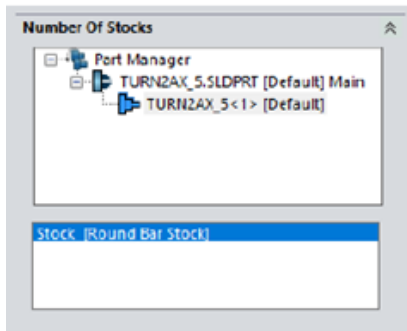 Number Of Stocks
Part Manager
TURN2AX_5.SLDPRT [Default] Main
TURN2AX_5<1> [Default]
Stock [Round Bar Stock]